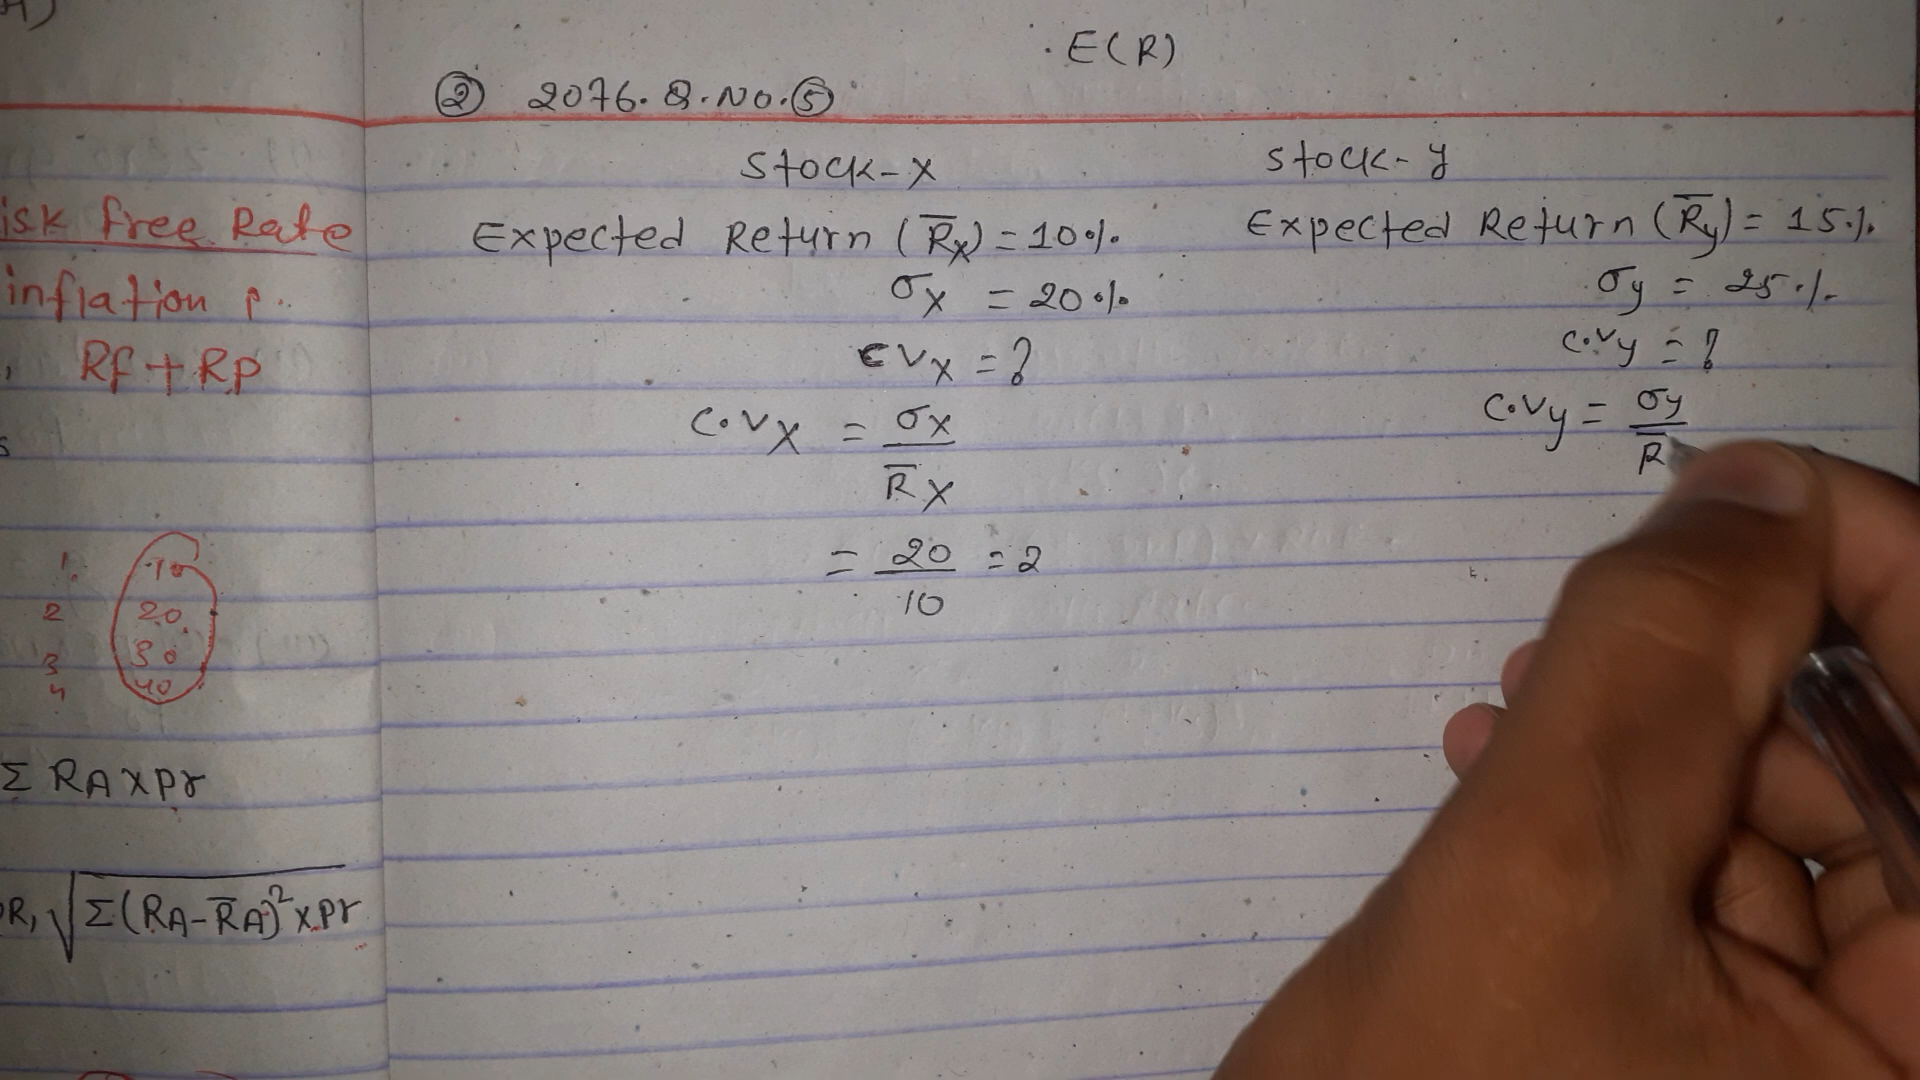 E(R)
② 2076. Q.No.⑤
Stock-X
Expected Return (R̅x) = 10%.
σx = 20%
CVx = ?
C.Vx = σx
R̅x
= 20 = 2
10
Stock-y
Expected Return (R̅y) = 15%.
σy = 25%
C.Vy = ?
C.Vy = σy
R̅
isk free Rate
inflation P..
Rf + Rp
1. 10
2 20
3 30
4 40
Σ RA x Pr
R, √Σ(RA-R̅A)² x Pr